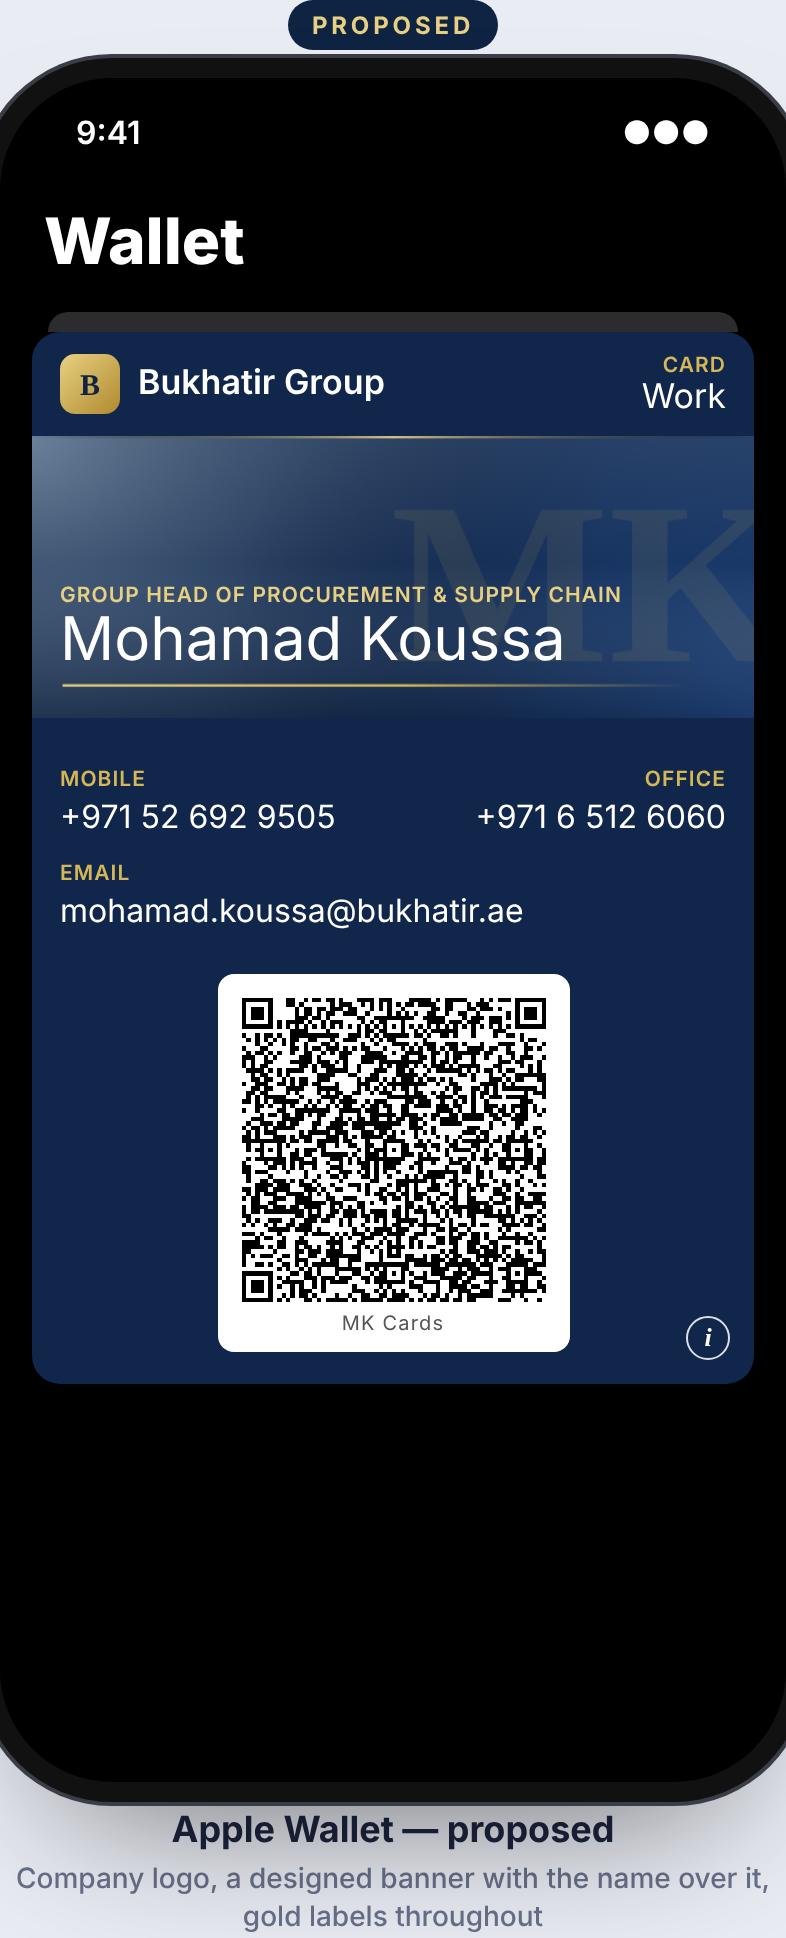 PROPOSED
9:41
Wallet
B
Bukhatir Group
CARD
Work
MK
GROUP HEAD OF PROCUREMENT & SUPPLY CHAIN
Mohamad Koussa
MOBILE
OFFICE
+971 52 692 9505
+971 6 512 6060
EMAIL
mohamad.koussa@bukhatir.ae
MK Cards
i
Apple Wallet — proposed
Company logo, a designed banner with the name over it,
gold labels throughout